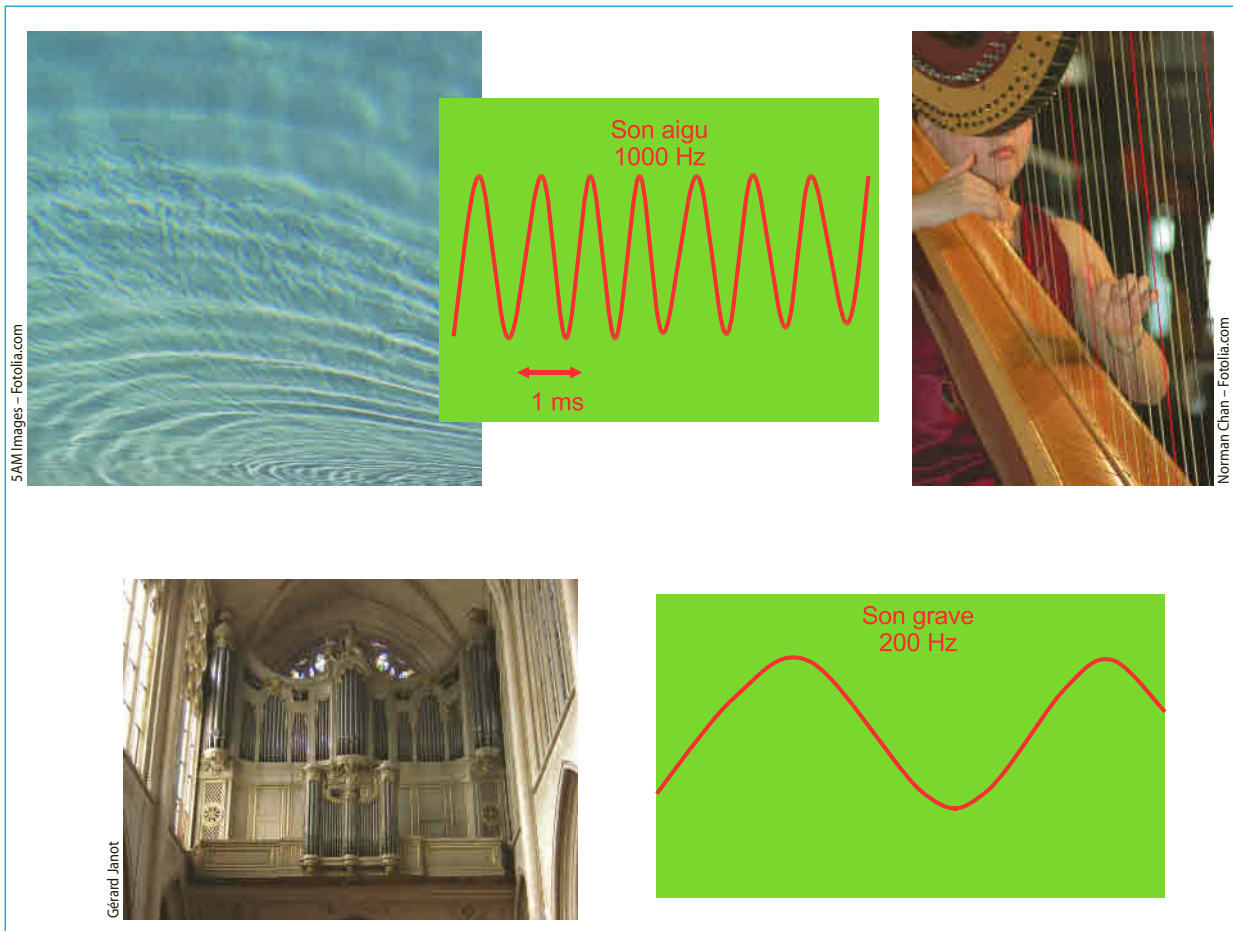 5AM Images – Fotolia.com
Son aigu
1000 Hz
1 ms
Norman Chan – Fotolia.com
Gérard Janot
Son grave
200 Hz